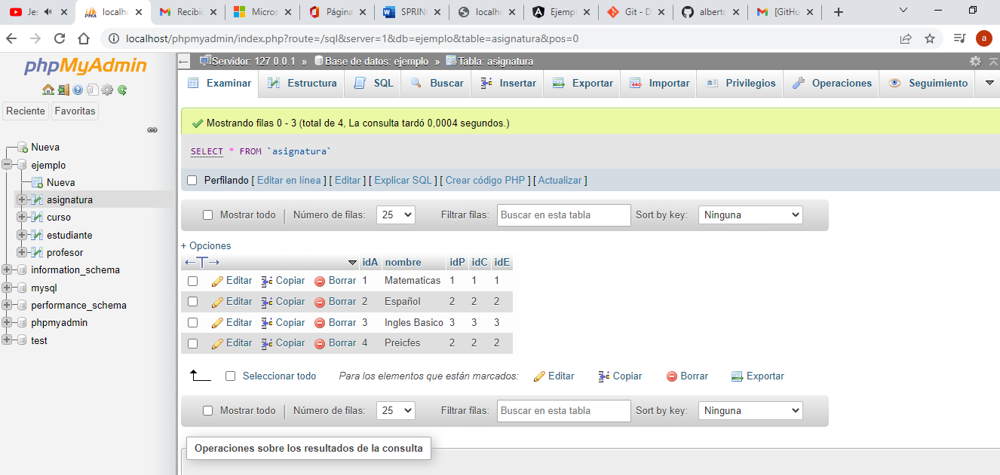 Jes
localho
Recibi
Micros
Página
SPRIN
localh
Ejempl
Git - D
alberto
[GitHu
localhost/phpmyadmin/index.php?route=/sql&server=1&db=ejemplo&table=asignatura&pos=0
a
phpMyAdmin
Reciente
Favoritas
Nueva
ejemplo
Nueva
asignatura
curso
estudiante
profesor
information_schema
mysql
performance_schema
phpmyadmin
test
Servidor: 127.0.0.1 » Base de datos: ejemplo » Tabla: asignatura
Examinar Estructura SQL Buscar Insertar Exportar Importar Privilegios Operaciones Seguimiento
Mostrando filas 0 - 3 (total de 4, La consulta tardó 0,0004 segundos.)
SELECT * FROM `asignatura`
Perfilando [ Editar en línea ] [ Editar ] [ Explicar SQL ] [ Crear código PHP ] [ Actualizar ]
Mostrar todo Número de filas: 25 Filtrar filas: Buscar en esta tabla Sort by key: Ninguna
+ Opciones
←T→ idA nombre idP idC idE
Editar Copiar Borrar 1 Matematicas 1 1 1
Editar Copiar Borrar 2 Español 2 2 2
Editar Copiar Borrar 3 Ingles Basico 3 3 3
Editar Copiar Borrar 4 Preicfes 2 2 2
Seleccionar todo Para los elementos que están marcados: Editar Copiar Borrar Exportar
Mostrar todo Número de filas: 25 Filtrar filas: Buscar en esta tabla Sort by key: Ninguna
Operaciones sobre los resultados de la consulta